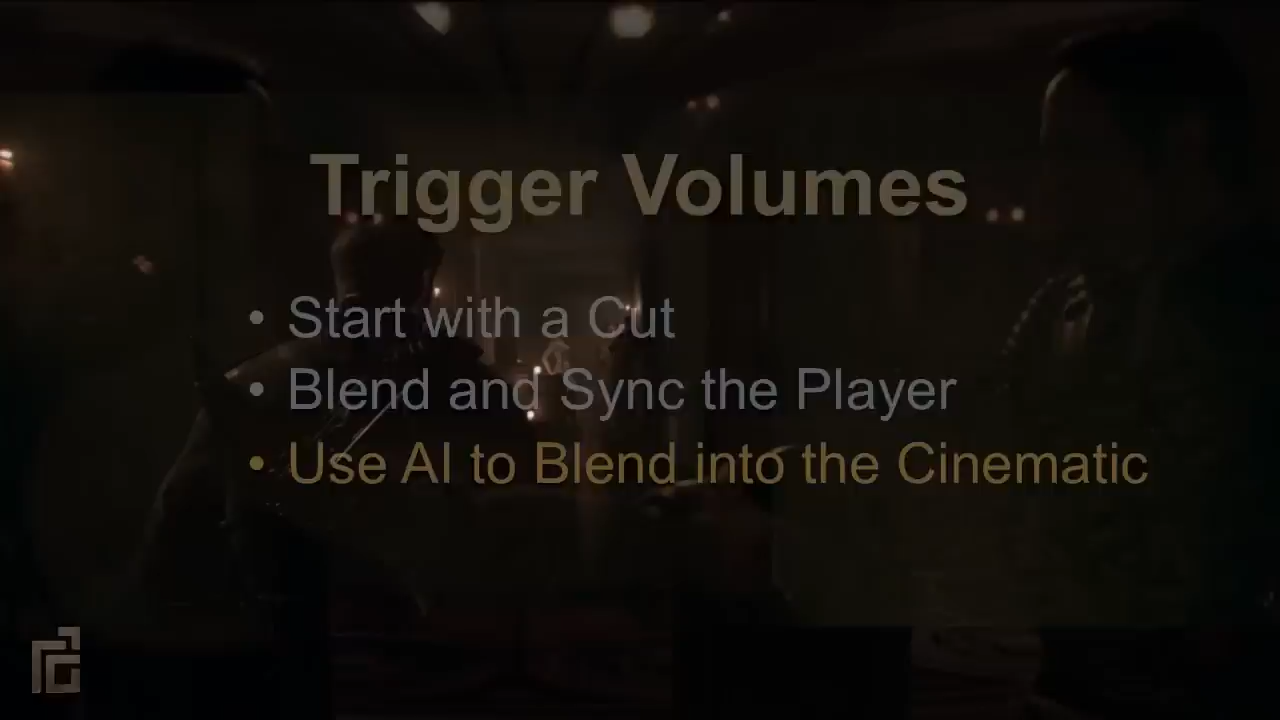 Trigger Volumes
• Start with a Cut
• Blend and Sync the Player
• Use AI to Blend into the Cinematic